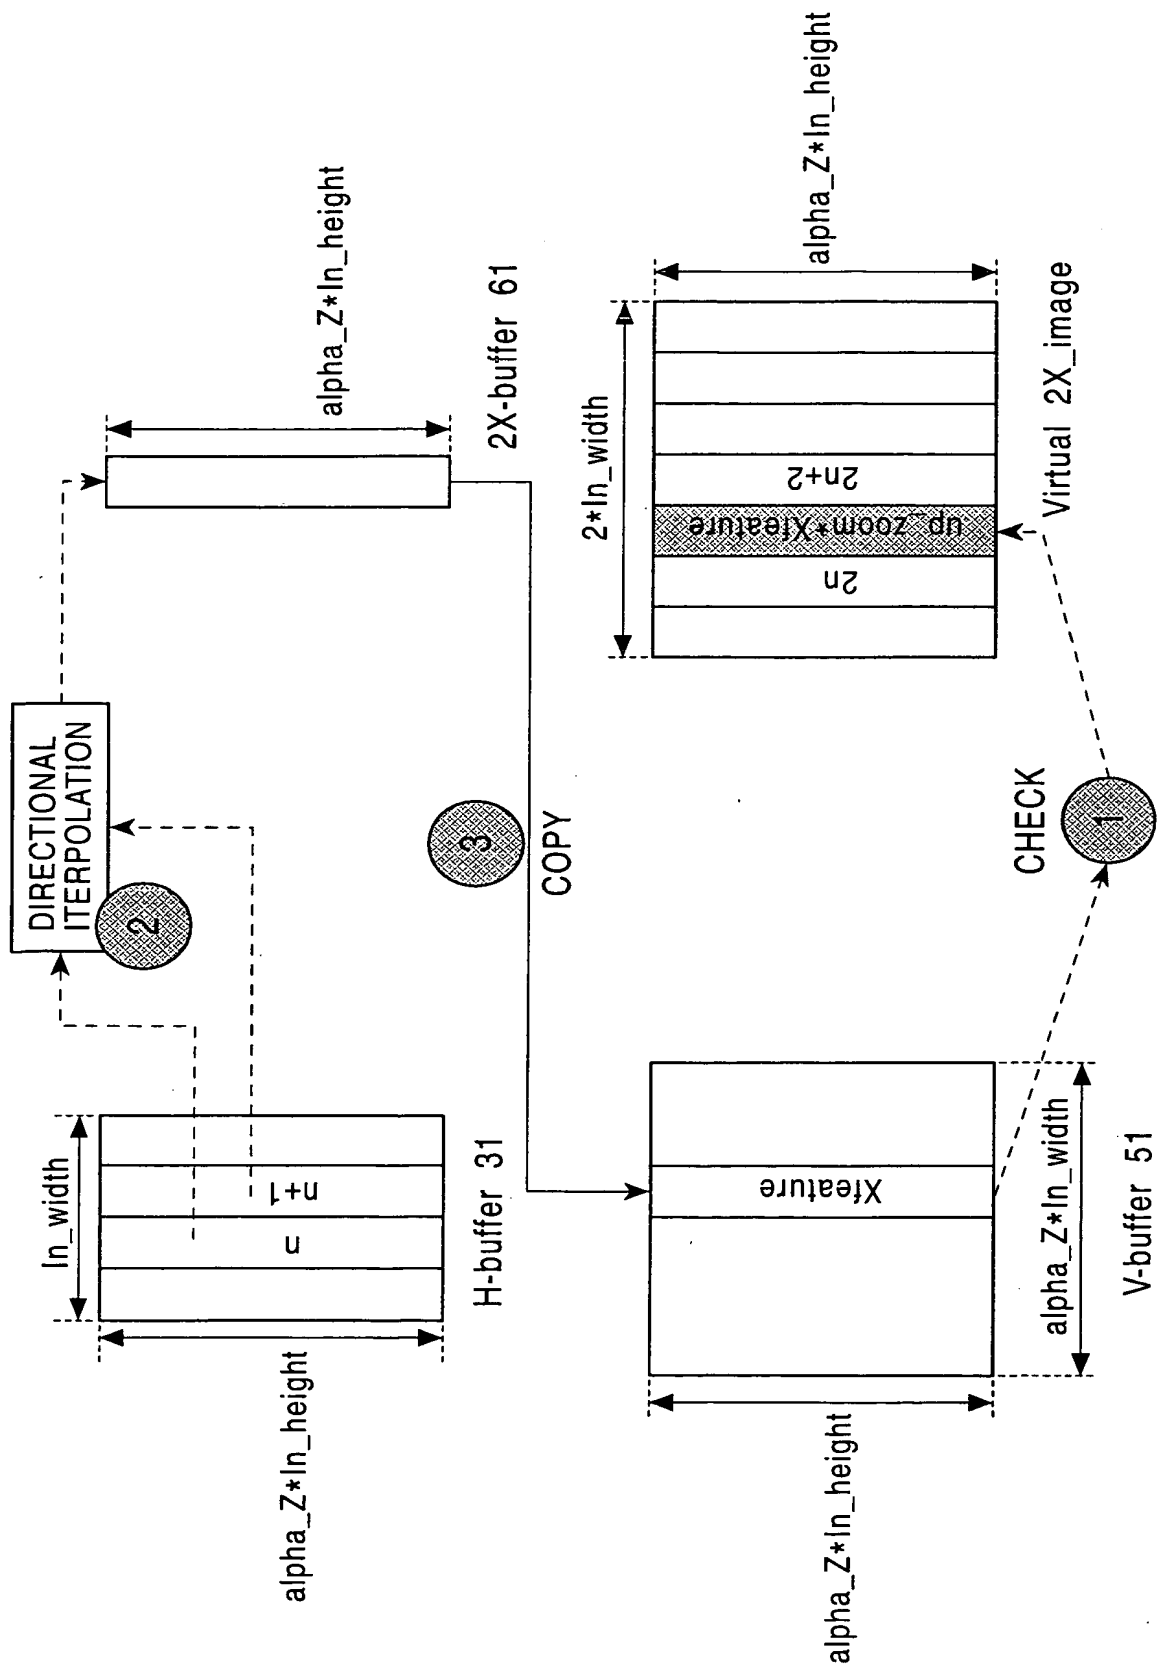 In_width
alpha_Z*In_height
n
n+1
H-buffer 31
DIRECTIONAL
ITERPOLATION
2
alpha_Z*In_height
2X-buffer 61
3
COPY
Xfeature
alpha_Z*In_height
alpha_Z*In_width
V-buffer 51
CHECK
1
2*In_width
2n
up_zoom*Xfeature
2n+2
alpha_Z*In_height
Virtual 2X_image